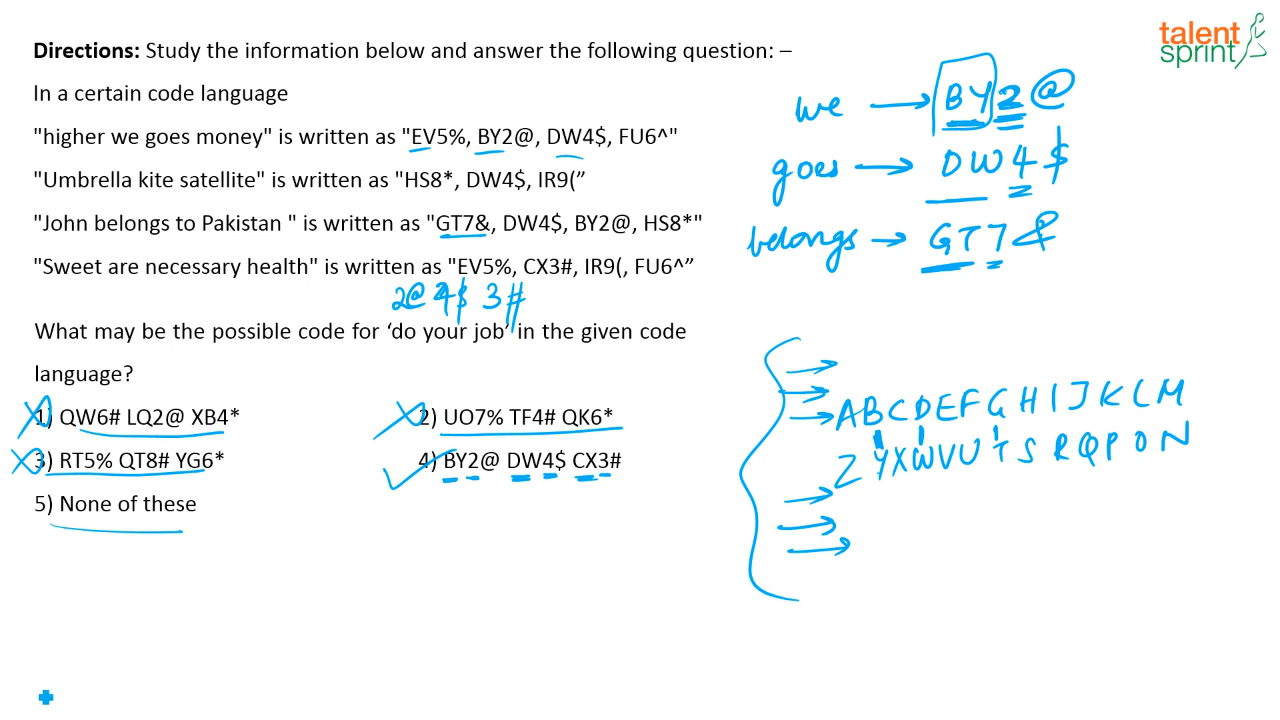 talent
sprint
Directions: Study the information below and answer the following question: –
In a certain code language
"higher we goes money" is written as "EV5%, BY2@, DW4$, FU6^"
"Umbrella kite satellite" is written as "HS8*, DW4$, IR9(”
"John belongs to Pakistan " is written as "GT7&, DW4$, BY2@, HS8*"
"Sweet are necessary health" is written as "EV5%, CX3#, IR9(, FU6^”
2@ 4$ 3#
What may be the possible code for ‘do your job’ in the given code
language?
1) QW6# LQ2@ XB4*
2) UO7% TF4# QK6*
3) RT5% QT8# YG6*
4) BY2@ DW4$ CX3#
5) None of these
we BY2@
goes DW4$
belongs GT7&
ABCDEFGHIJKLM
ZYXWVUTSRQPON